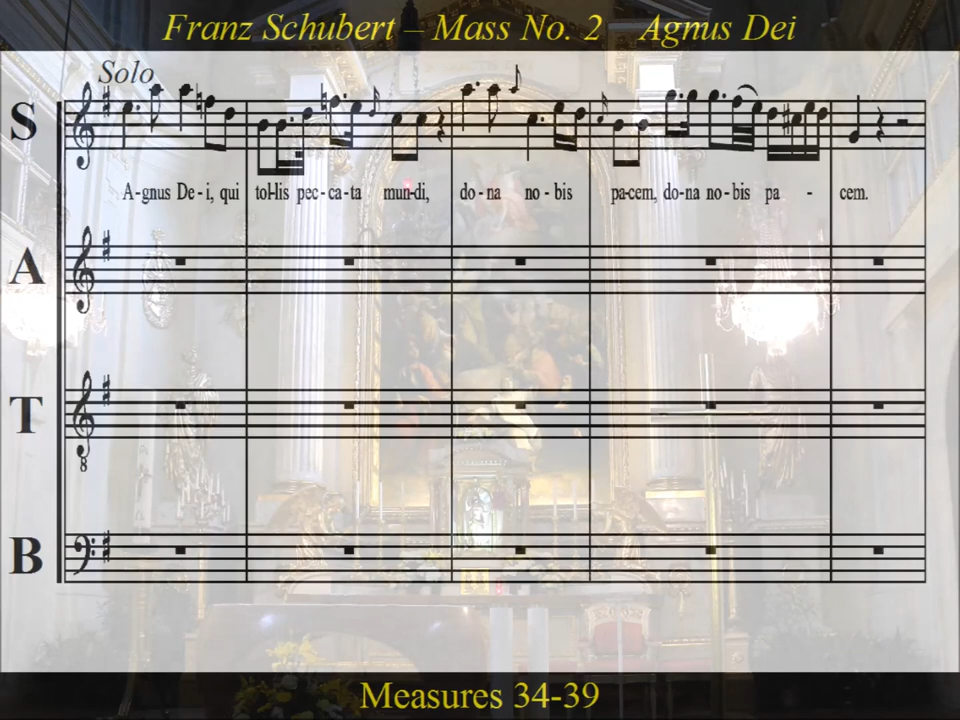 Franz Schubert – Mass No. 2 Agnus Dei
Solo
S
A-gnus De-i, qui tol-lis pec-ca-ta mun-di, do-na no-bis pa-cem, do-na no-bis pa - cem.
A
T
8
B
Measures 34-39